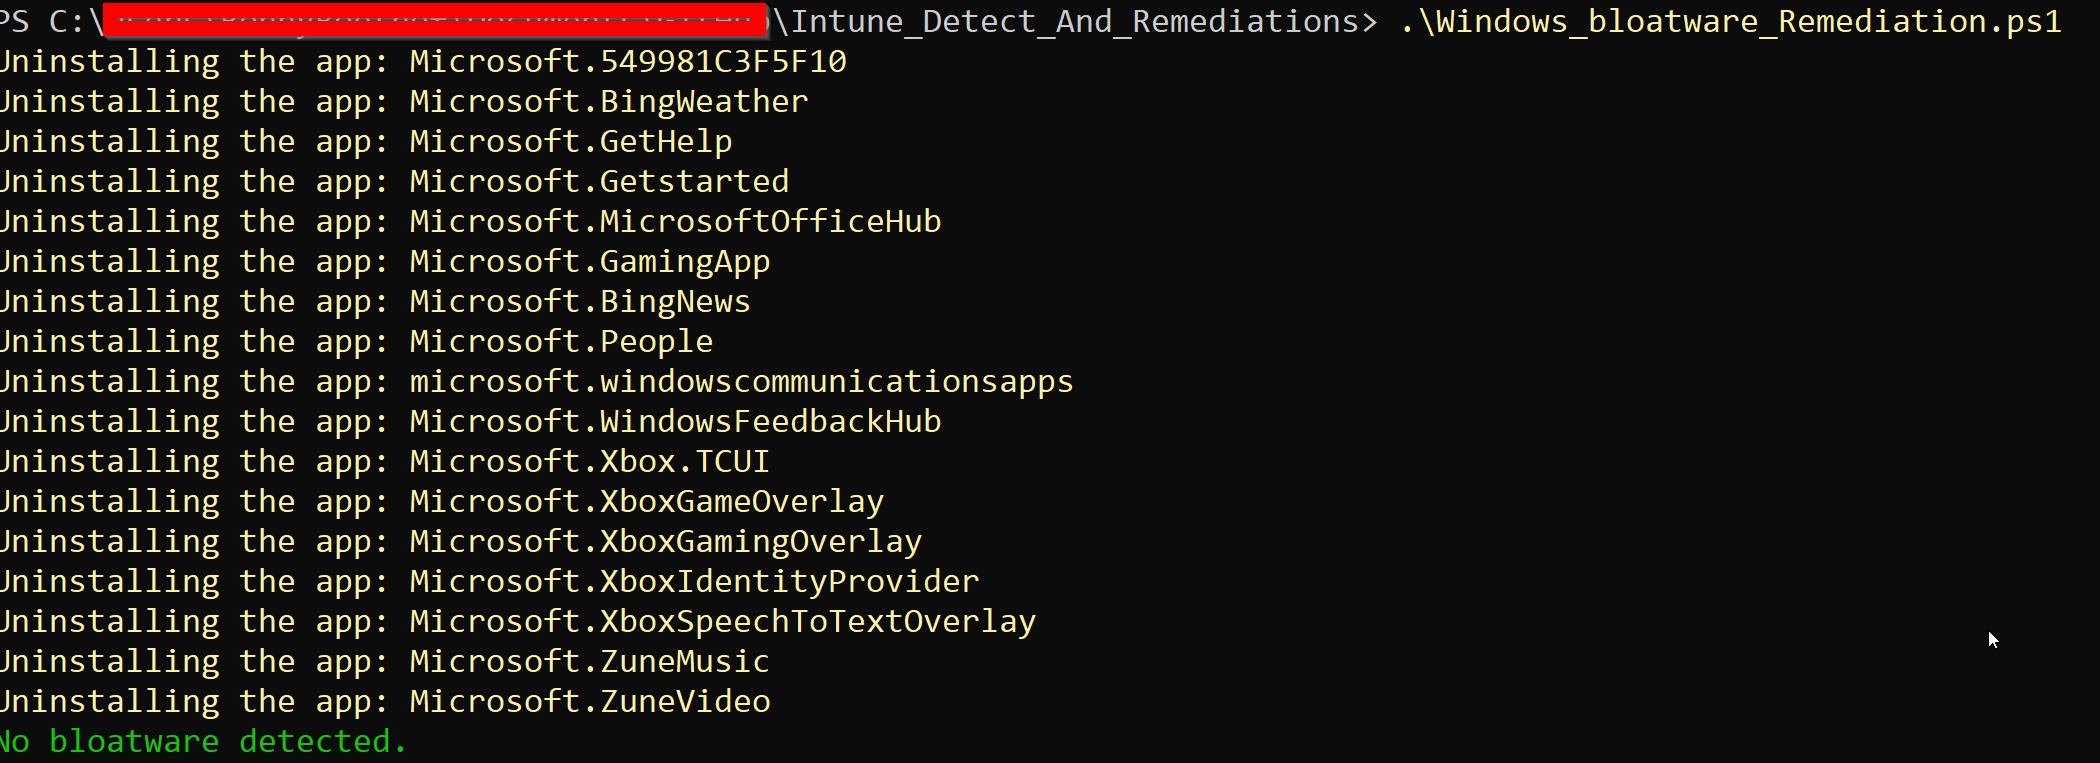 PS C:\ \Intune_Detect_And_Remediations> .\Windows_bloatware_Remediation.ps1
Uninstalling the app: Microsoft.549981C3F5F10
Uninstalling the app: Microsoft.BingWeather
Uninstalling the app: Microsoft.GetHelp
Uninstalling the app: Microsoft.Getstarted
Uninstalling the app: Microsoft.MicrosoftOfficeHub
Uninstalling the app: Microsoft.GamingApp
Uninstalling the app: Microsoft.BingNews
Uninstalling the app: Microsoft.People
Uninstalling the app: microsoft.windowscommunicationsapps
Uninstalling the app: Microsoft.WindowsFeedbackHub
Uninstalling the app: Microsoft.Xbox.TCUI
Uninstalling the app: Microsoft.XboxGameOverlay
Uninstalling the app: Microsoft.XboxGamingOverlay
Uninstalling the app: Microsoft.XboxIdentityProvider
Uninstalling the app: Microsoft.XboxSpeechToTextOverlay
Uninstalling the app: Microsoft.ZuneMusic
Uninstalling the app: Microsoft.ZuneVideo
No bloatware detected.